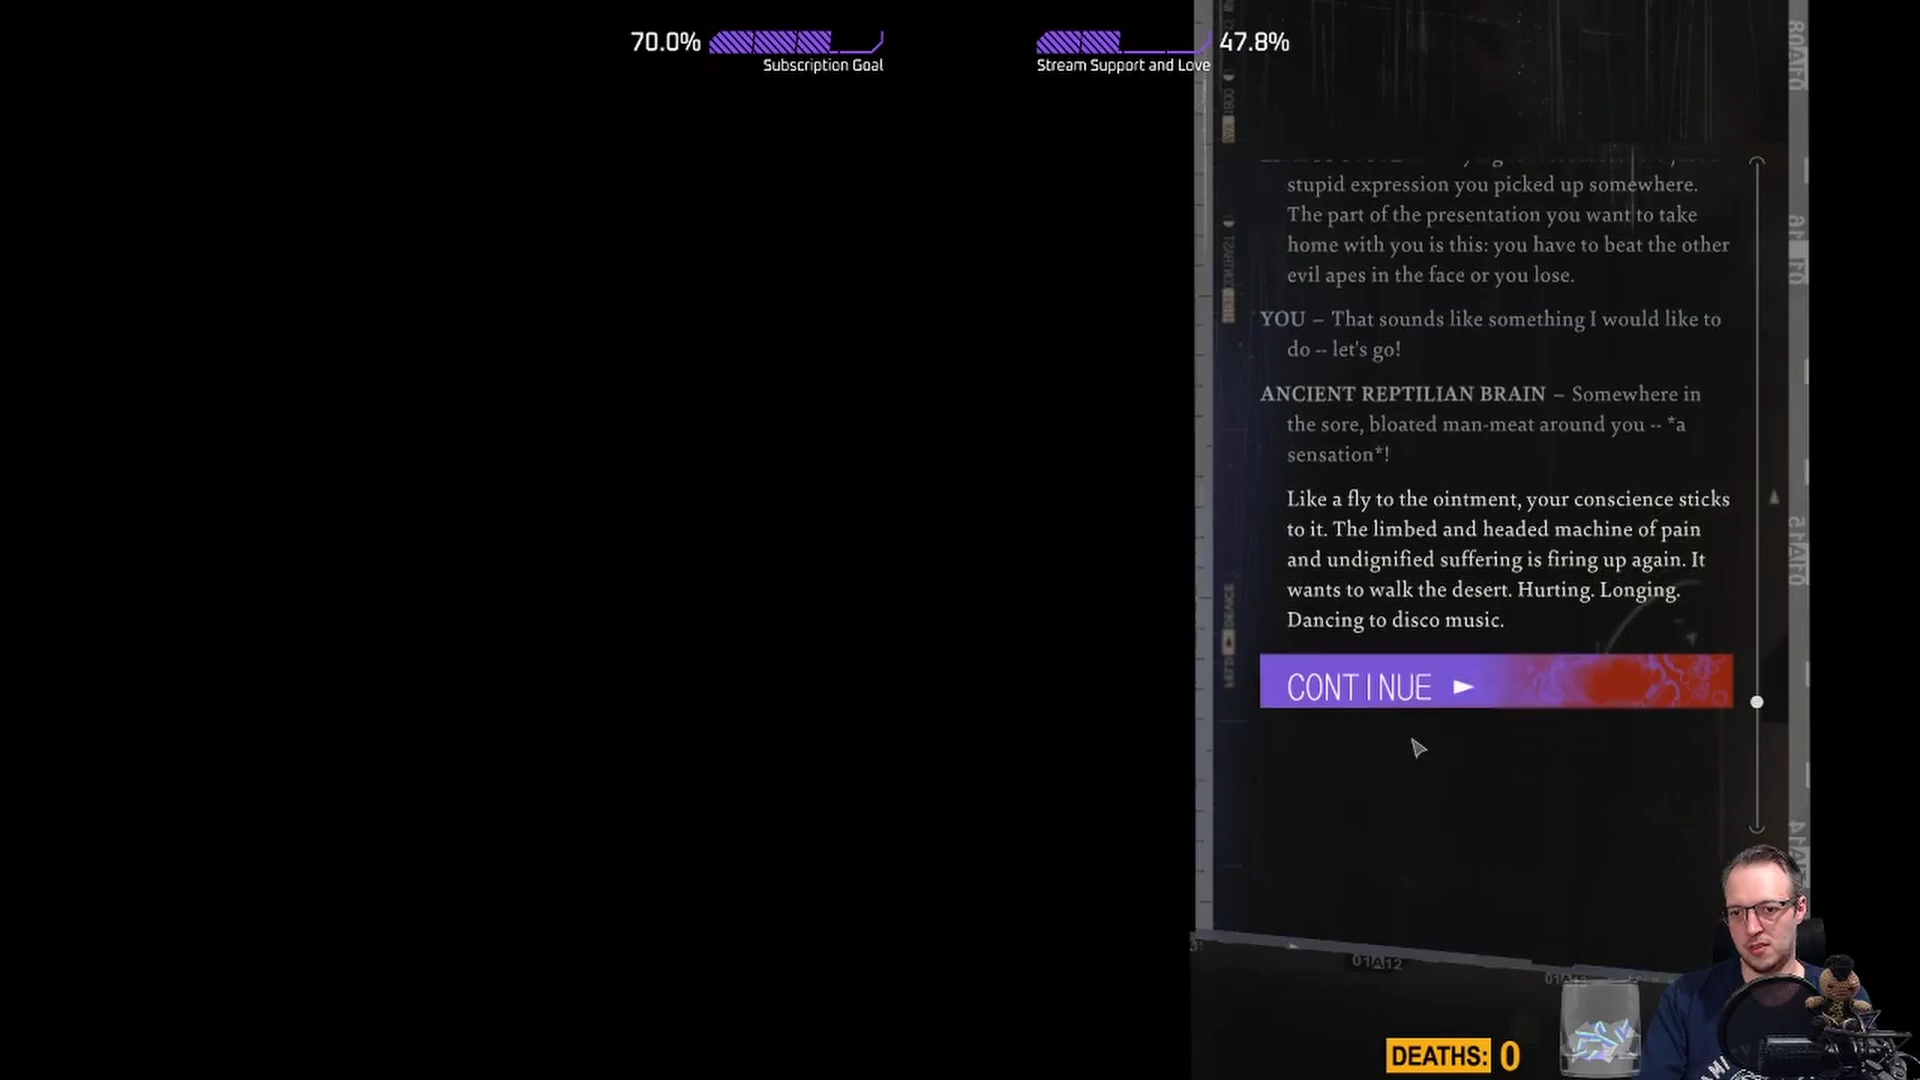 70.0%
Subscription Goal
47.8%
Stream Support and Love
stupid expression you picked up somewhere.
The part of the presentation you want to take
home with you is this: you have to beat the other
evil apes in the face or you lose.
YOU – That sounds like something I would like to
do -- let's go!
ANCIENT REPTILIAN BRAIN – Somewhere in
the sore, bloated man-meat around you -- *a
sensation*!
Like a fly to the ointment, your conscience sticks
to it. The limbed and headed machine of pain
and undignified suffering is firing up again. It
wants to walk the desert. Hurting. Longing.
Dancing to disco music.
CONTINUE
01A12
DEATHS: 0